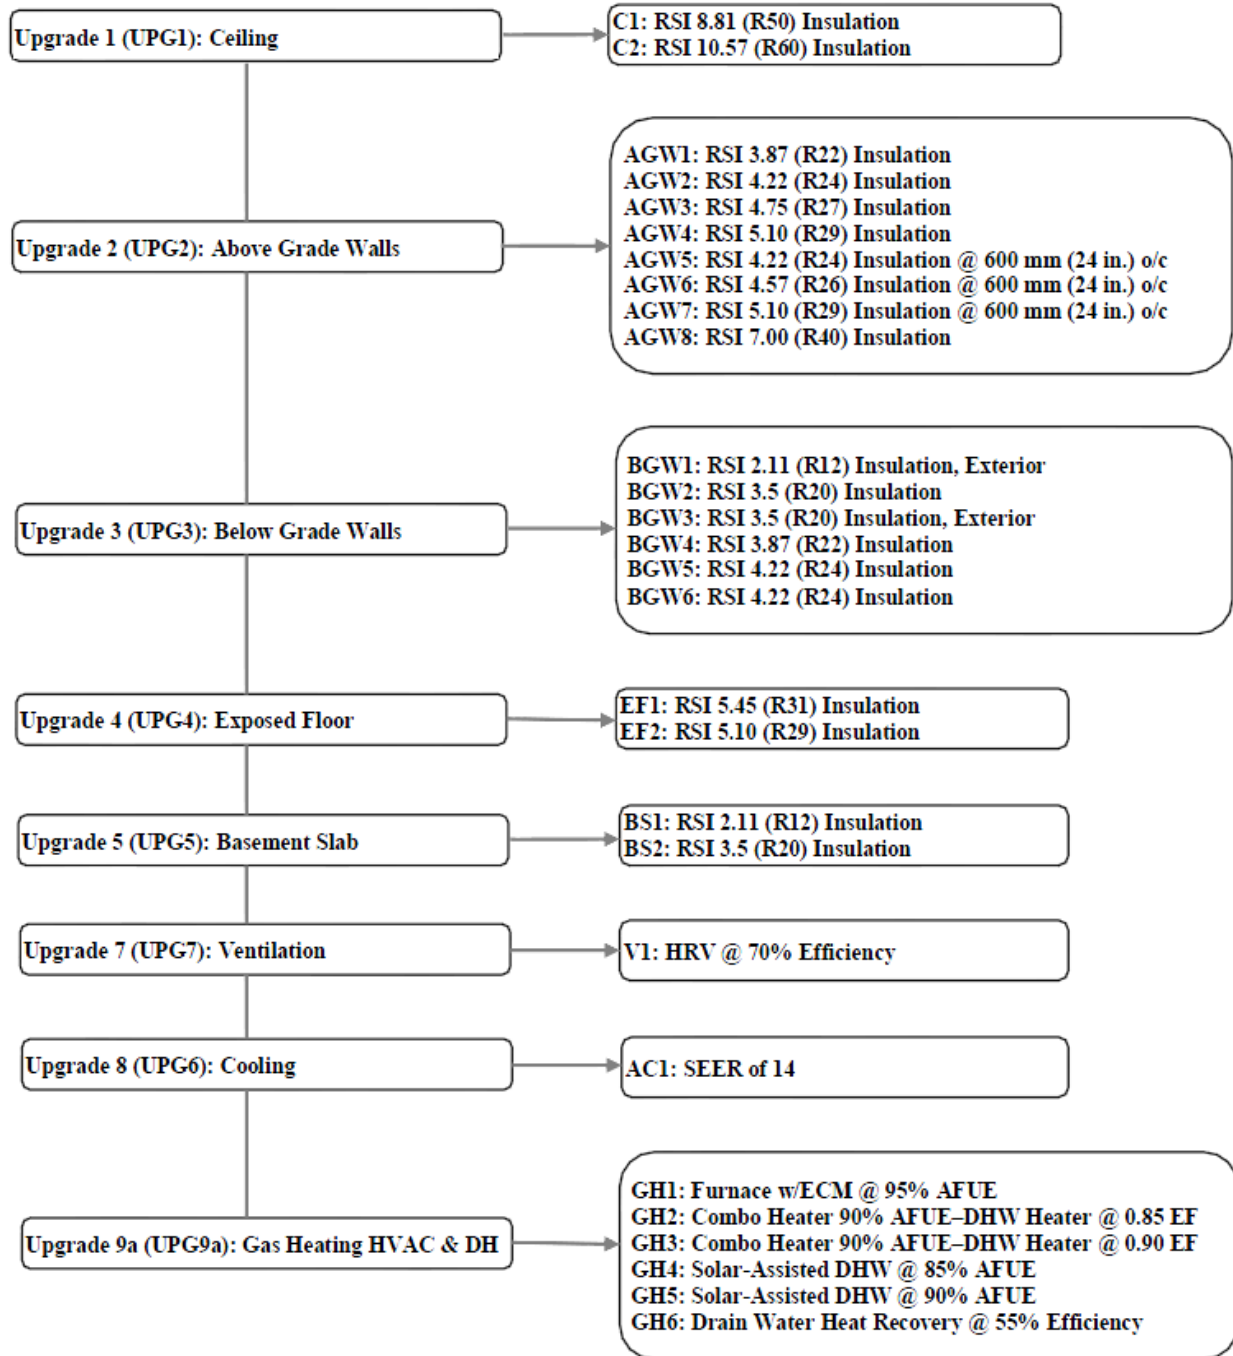 Upgrade 1 (UPG1): Ceiling
C1: RSI 8.81 (R50) Insulation
C2: RSI 10.57 (R60) Insulation
Upgrade 2 (UPG2): Above Grade Walls
AGW1: RSI 3.87 (R22) Insulation
AGW2: RSI 4.22 (R24) Insulation
AGW3: RSI 4.75 (R27) Insulation
AGW4: RSI 5.10 (R29) Insulation
AGW5: RSI 4.22 (R24) Insulation @ 600 mm (24 in.) o/c
AGW6: RSI 4.57 (R26) Insulation @ 600 mm (24 in.) o/c
AGW7: RSI 5.10 (R29) Insulation @ 600 mm (24 in.) o/c
AGW8: RSI 7.00 (R40) Insulation
Upgrade 3 (UPG3): Below Grade Walls
BGW1: RSI 2.11 (R12) Insulation, Exterior
BGW2: RSI 3.5 (R20) Insulation
BGW3: RSI 3.5 (R20) Insulation, Exterior
BGW4: RSI 3.87 (R22) Insulation
BGW5: RSI 4.22 (R24) Insulation
BGW6: RSI 4.22 (R24) Insulation
Upgrade 4 (UPG4): Exposed Floor
EF1: RSI 5.45 (R31) Insulation
EF2: RSI 5.10 (R29) Insulation
Upgrade 5 (UPG5): Basement Slab
BS1: RSI 2.11 (R12) Insulation
BS2: RSI 3.5 (R20) Insulation
Upgrade 7 (UPG7): Ventilation
V1: HRV @ 70% Efficiency
Upgrade 8 (UPG6): Cooling
AC1: SEER of 14
Upgrade 9a (UPG9a): Gas Heating HVAC & DH
GH1: Furnace w/ECM @ 95% AFUE
GH2: Combo Heater 90% AFUE–DHW Heater @ 0.85 EF
GH3: Combo Heater 90% AFUE–DHW Heater @ 0.90 EF
GH4: Solar-Assisted DHW @ 85% AFUE
GH5: Solar-Assisted DHW @ 90% AFUE
GH6: Drain Water Heat Recovery @ 55% Efficiency